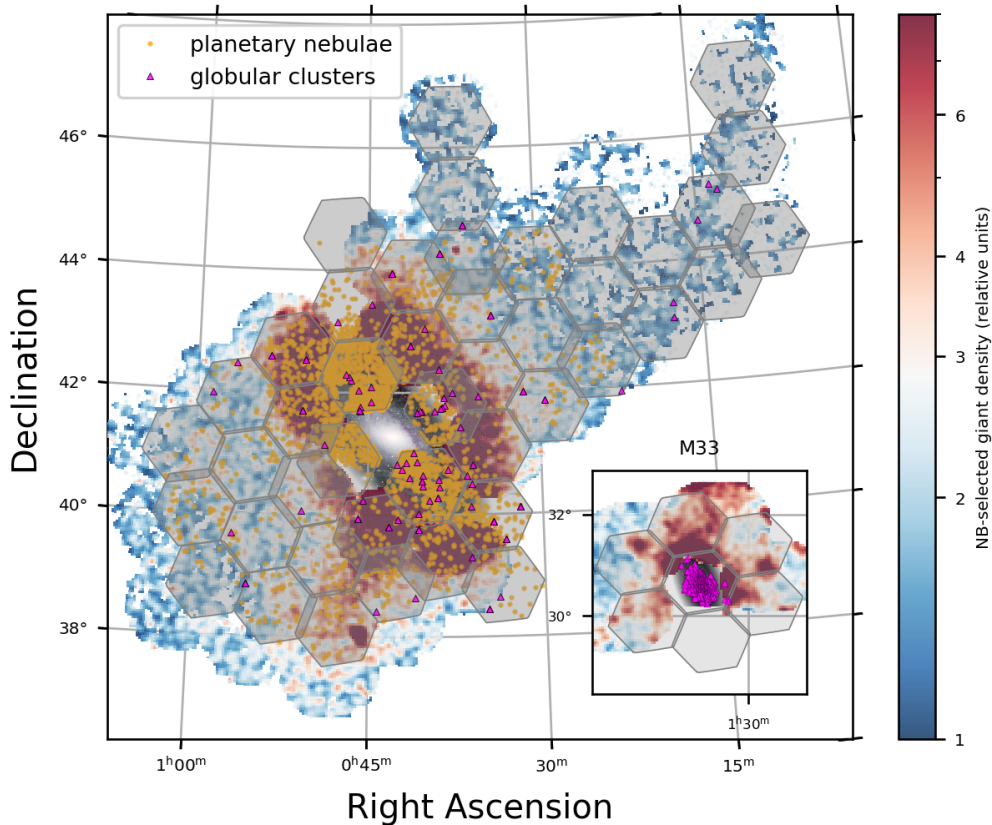 planetary nebulae
globular clusters
46°
44°
42°
40°
38°
Declination
1ʰ00ᵐ
0ʰ45ᵐ
30ᵐ
15ᵐ
Right Ascension
M33
32°
30°
1ʰ30ᵐ
6
4
3
2
1
NB-selected giant density (relative units)